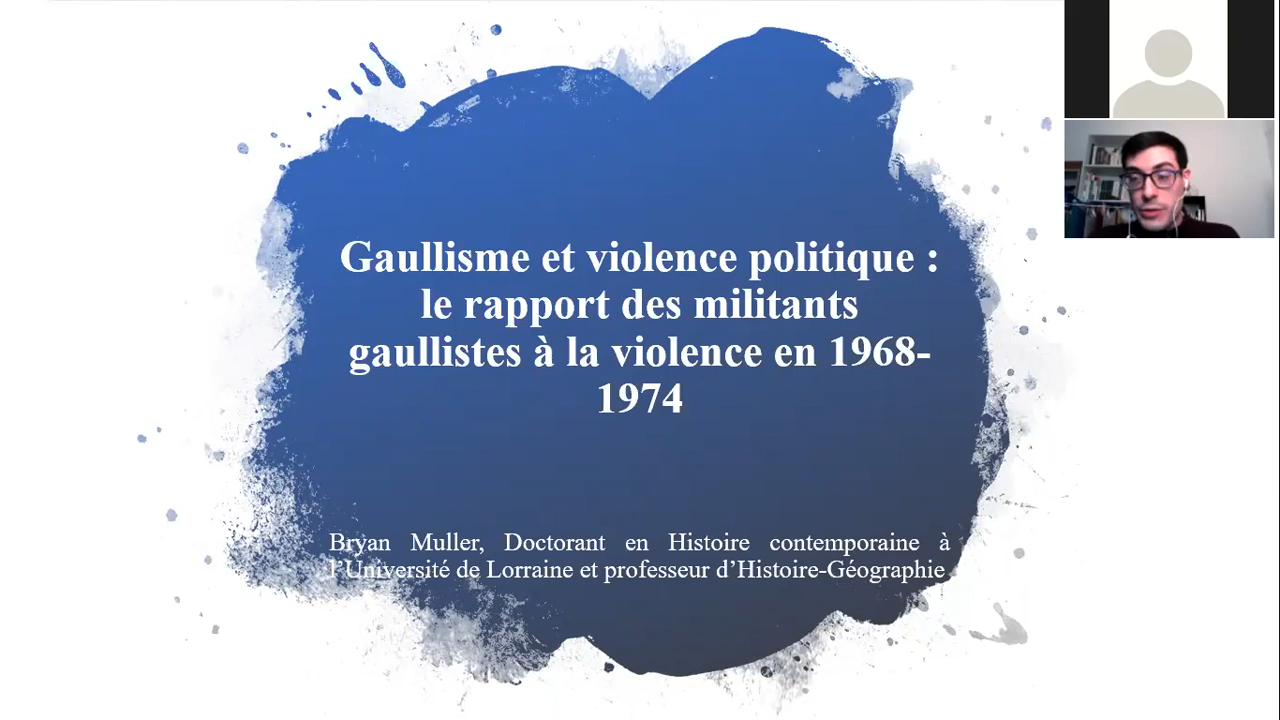 Gaullisme et violence politique :
le rapport des militants
gaullistes à la violence en 1968-
1974
Bryan Muller, Doctorant en Histoire contemporaine à
l'Université de Lorraine et professeur d'Histoire-Géographie